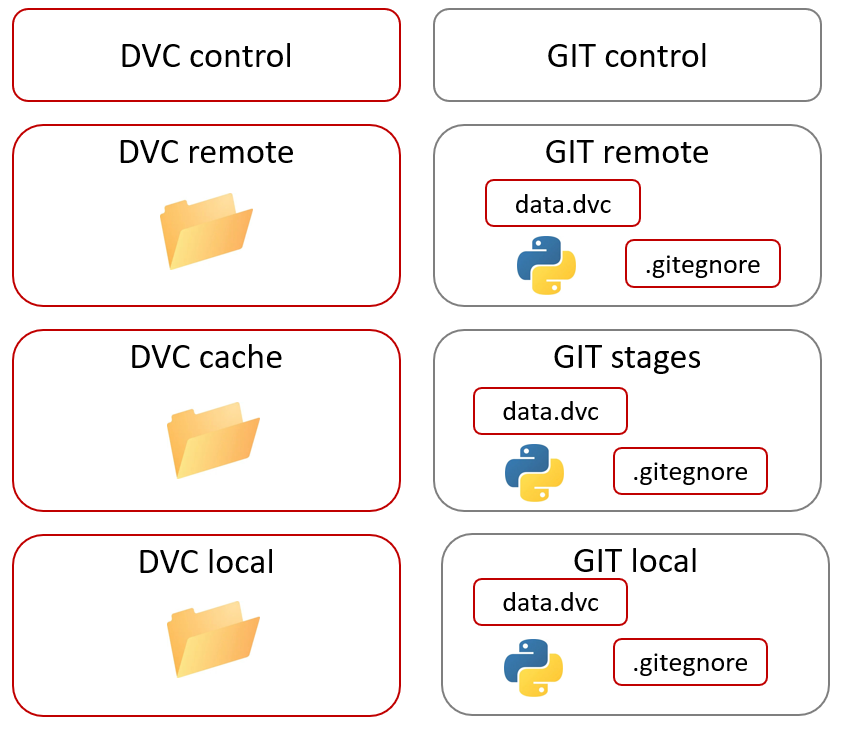 DVC control
GIT control
DVC remote
GIT remote
data.dvc
.gitegnore
DVC cache
GIT stages
data.dvc
.gitegnore
DVC local
GIT local
data.dvc
.gitegnore